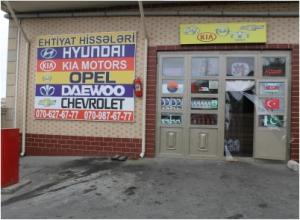 EHTİYAT HİSSƏLƏRİ
HYUNDAI
KIA MOTORS
OPEL
DAEWOO
CHEVROLET
070-627-67-77 070-987-67-77
KIA